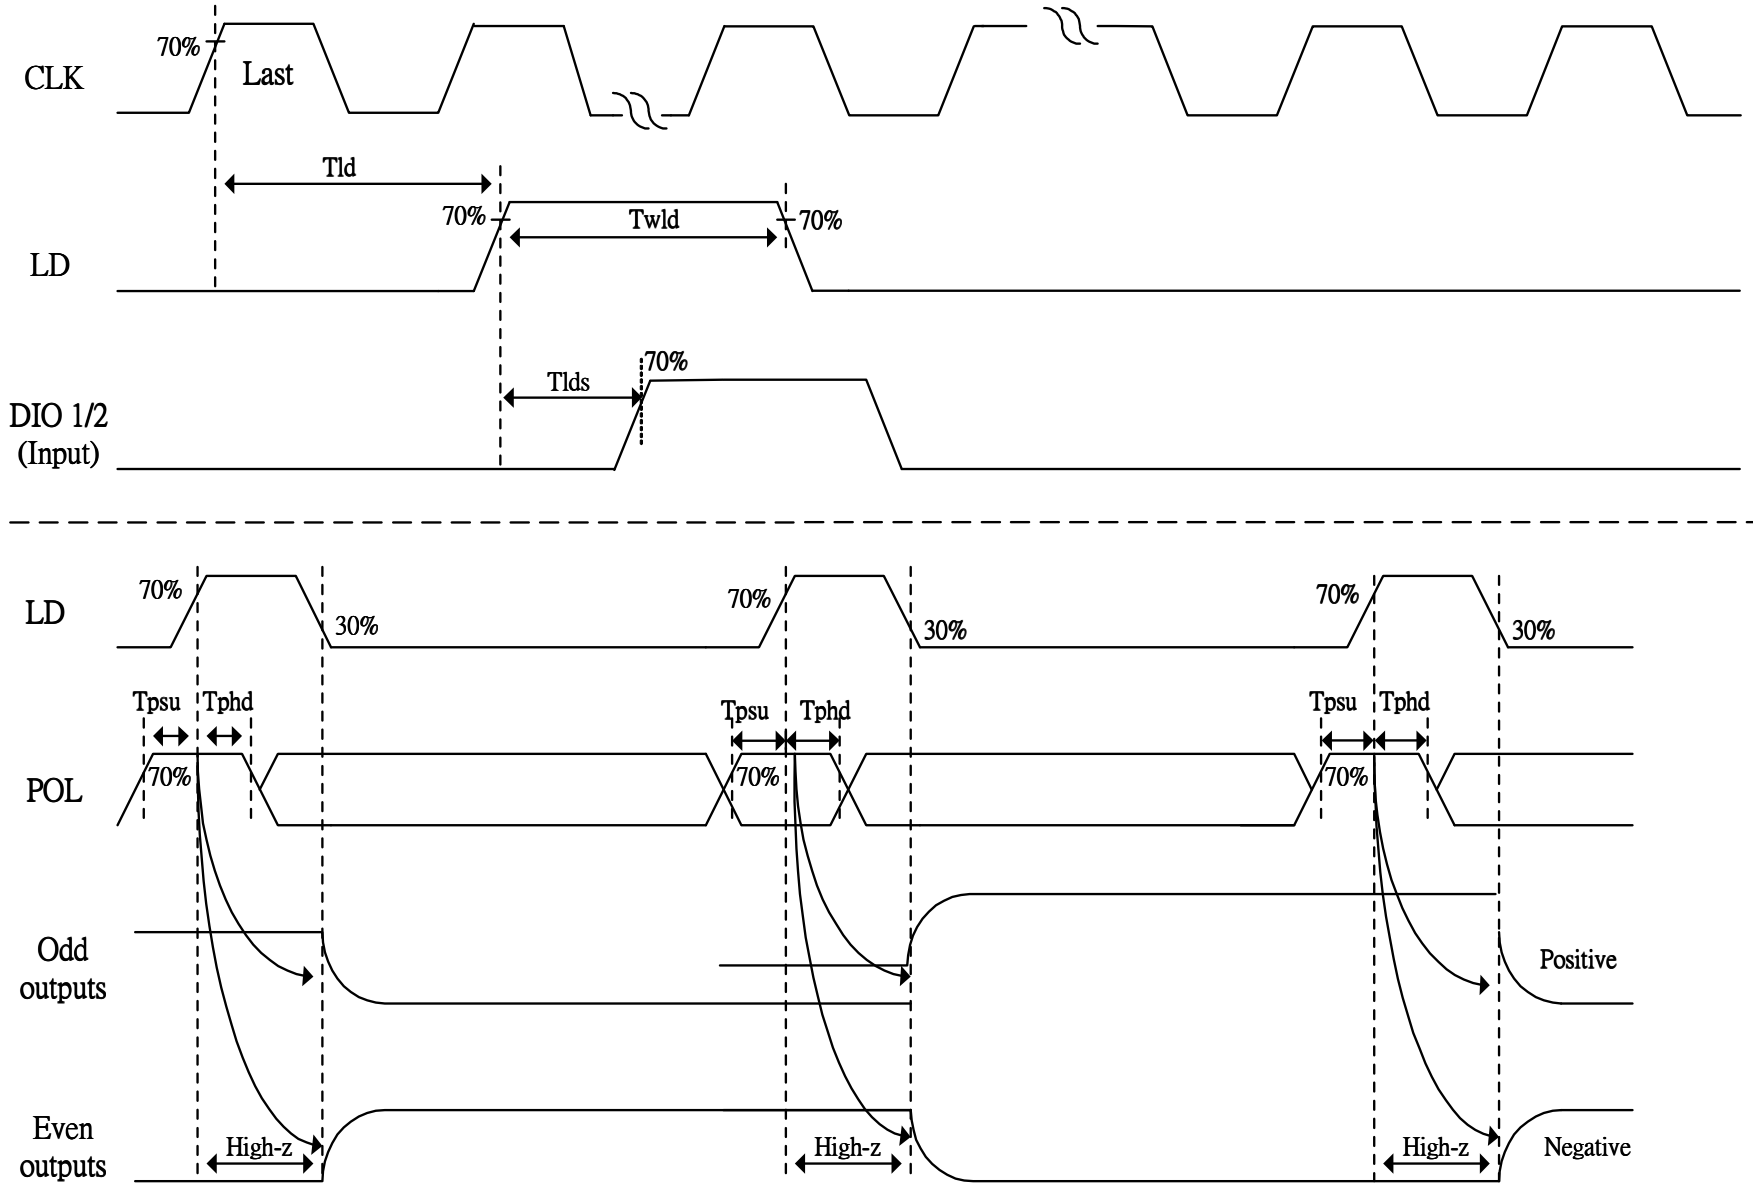 70%
CLK
Last
Tld
70%
Twld
70%
LD
70%
Tlds
DIO 1/2
(Input)
70%
30%
70%
30%
70%
30%
LD
Tpsu
Tphd
Tpsu
Tphd
Tpsu
Tphd
70%
70%
70%
POL
Odd
outputs
Positive
Even
outputs
High-z
High-z
High-z
Negative